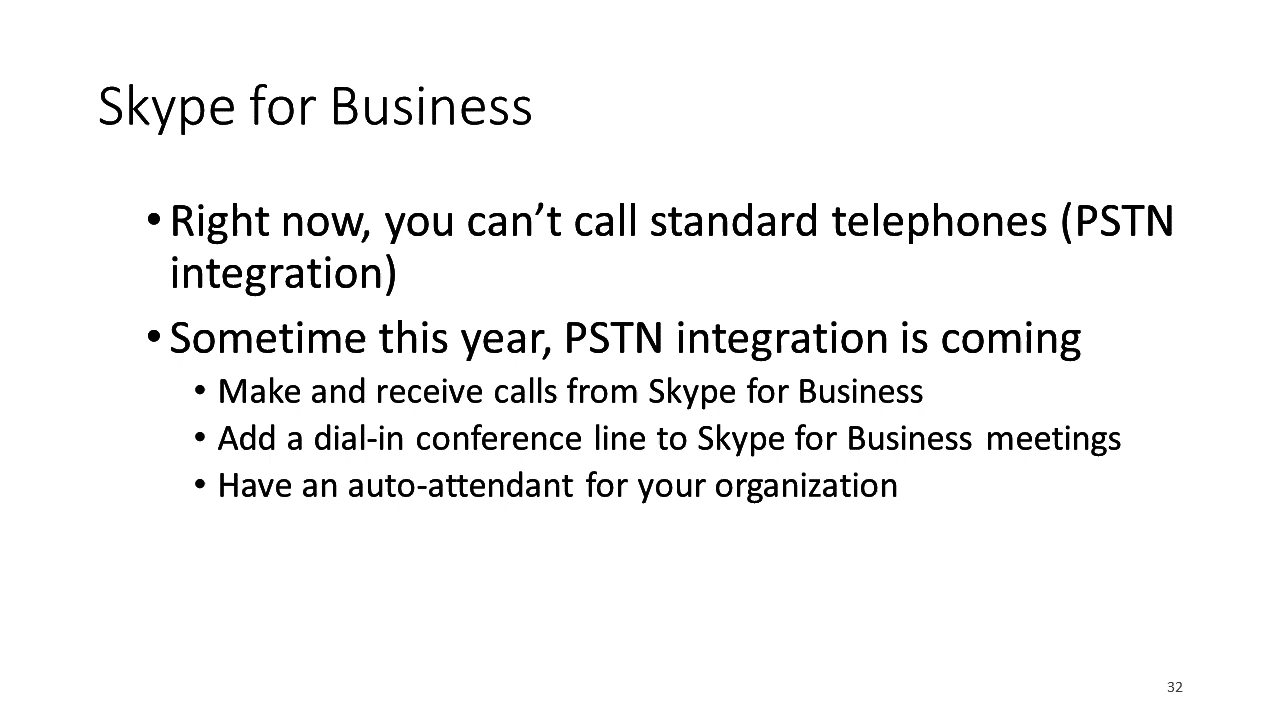 Skype for Business
• Right now, you can’t call standard telephones (PSTN
integration)
• Sometime this year, PSTN integration is coming
• Make and receive calls from Skype for Business
• Add a dial-in conference line to Skype for Business meetings
• Have an auto-attendant for your organization
32